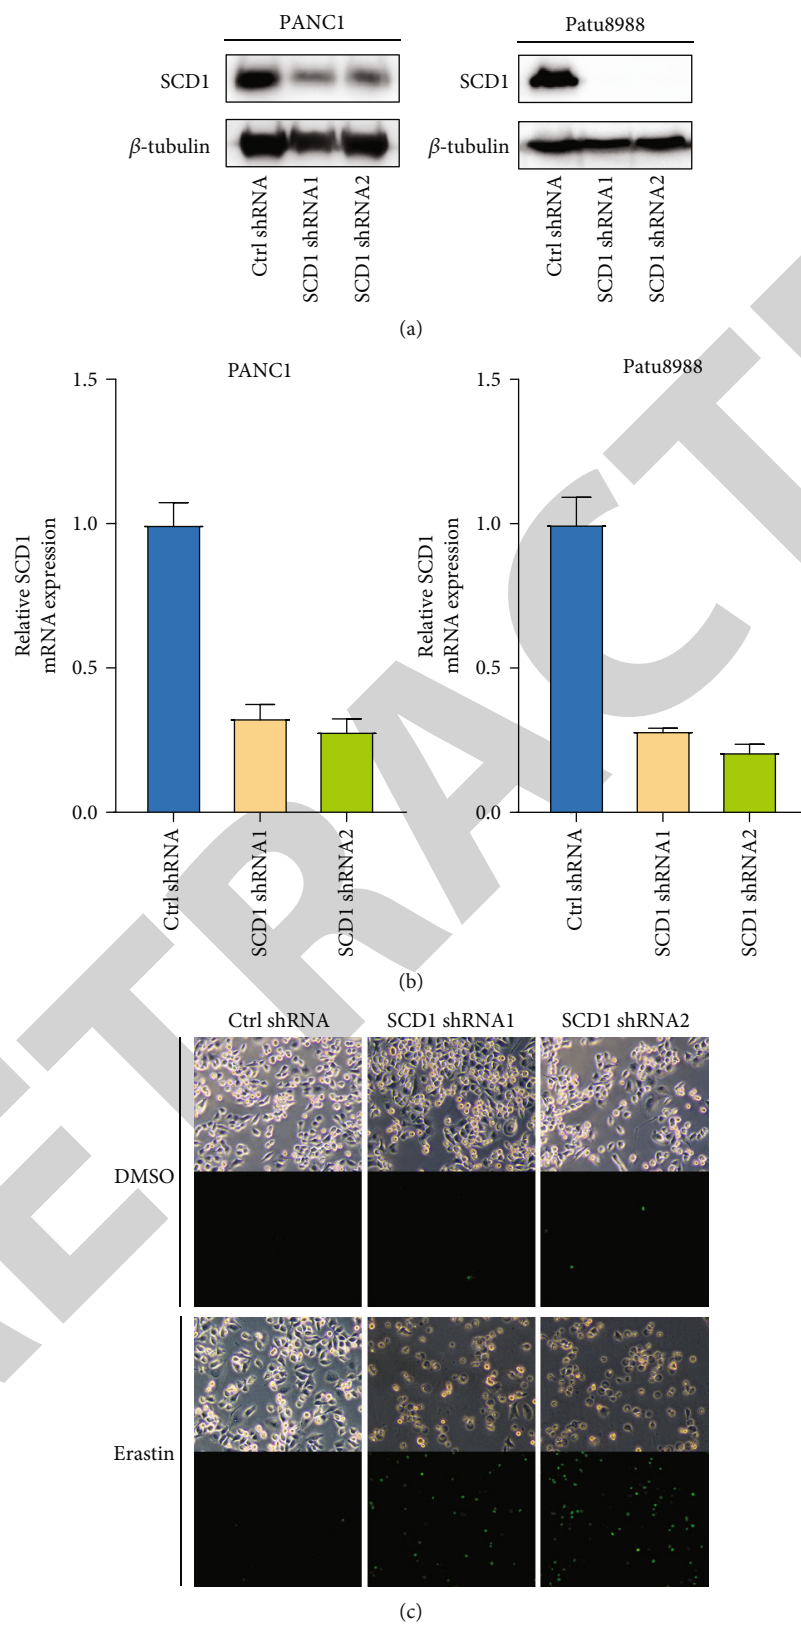 PANC1
Patu8988
SCD1
SCD1
β-tubulin
β-tubulin
Ctrl shRNA
SCD1 shRNA1
SCD1 shRNA2
Ctrl shRNA
SCD1 shRNA1
SCD1 shRNA2
(a)
PANC1
Relative SCD1
mRNA expression
1.5
1.0
0.5
0.0
Ctrl shRNA
SCD1 shRNA1
SCD1 shRNA2
Patu8988
Relative SCD1
mRNA expression
1.5
1.0
0.5
0.0
Ctrl shRNA
SCD1 shRNA1
SCD1 shRNA2
(b)
Ctrl shRNA
SCD1 shRNA1
SCD1 shRNA2
DMSO
Erastin
(c)
ETRACT